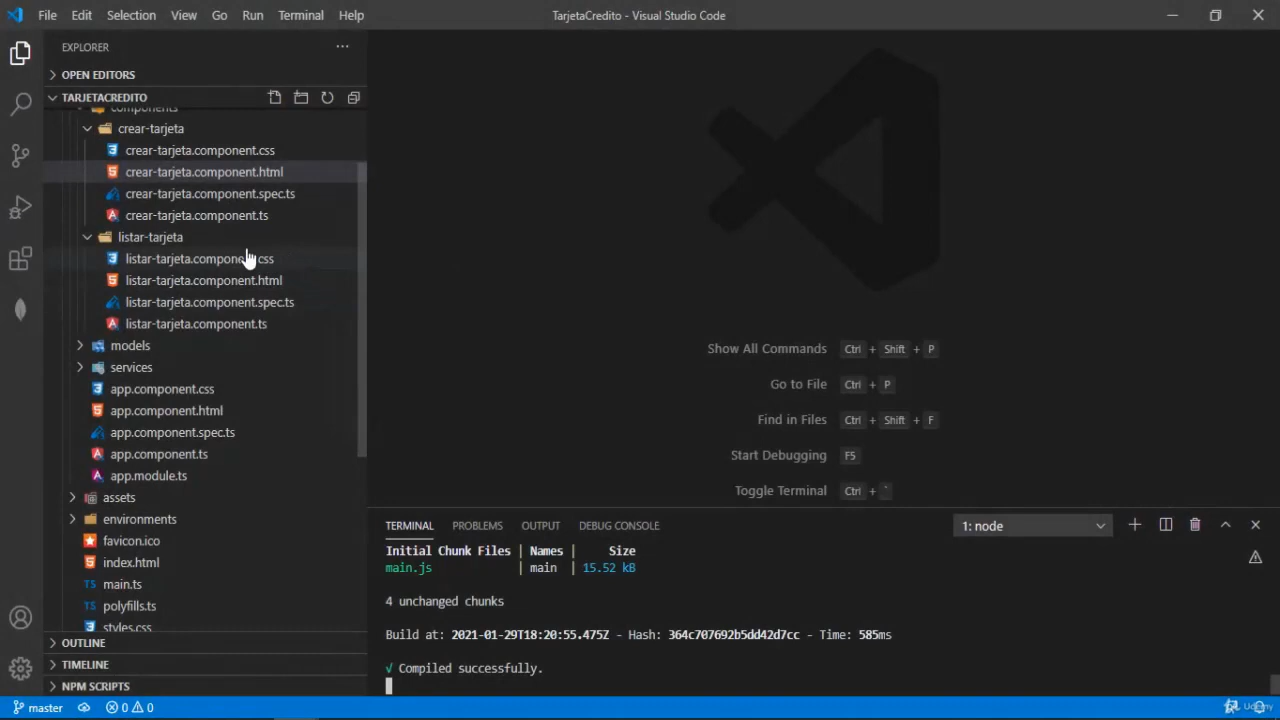 File Edit Selection View Go Run Terminal Help
TarjetaCredito - Visual Studio Code
EXPLORER
OPEN EDITORS
TARJETACREDITO
components
crear-tarjeta
crear-tarjeta.component.css
crear-tarjeta.component.html
crear-tarjeta.component.spec.ts
crear-tarjeta.component.ts
listar-tarjeta
listar-tarjeta.component.css
listar-tarjeta.component.html
listar-tarjeta.component.spec.ts
listar-tarjeta.component.ts
models
services
app.component.css
app.component.html
app.component.spec.ts
app.component.ts
app.module.ts
assets
environments
favicon.ico
index.html
main.ts
polyfills.ts
styles.css
OUTLINE
TIMELINE
NPM SCRIPTS
Show All Commands Ctrl + Shift + P
Go to File Ctrl + P
Find in Files Ctrl + Shift + F
Start Debugging F5
Toggle Terminal Ctrl + `
TERMINAL PROBLEMS OUTPUT DEBUG CONSOLE
1: node
Initial Chunk Files | Names | Size
main.js | main | 15.52 kB
4 unchanged chunks
Build at: 2021-01-29T18:20:55.475Z - Hash: 364c707692b5dd42d7cc - Time: 585ms
√ Compiled successfully.
master 0 0
Udemy